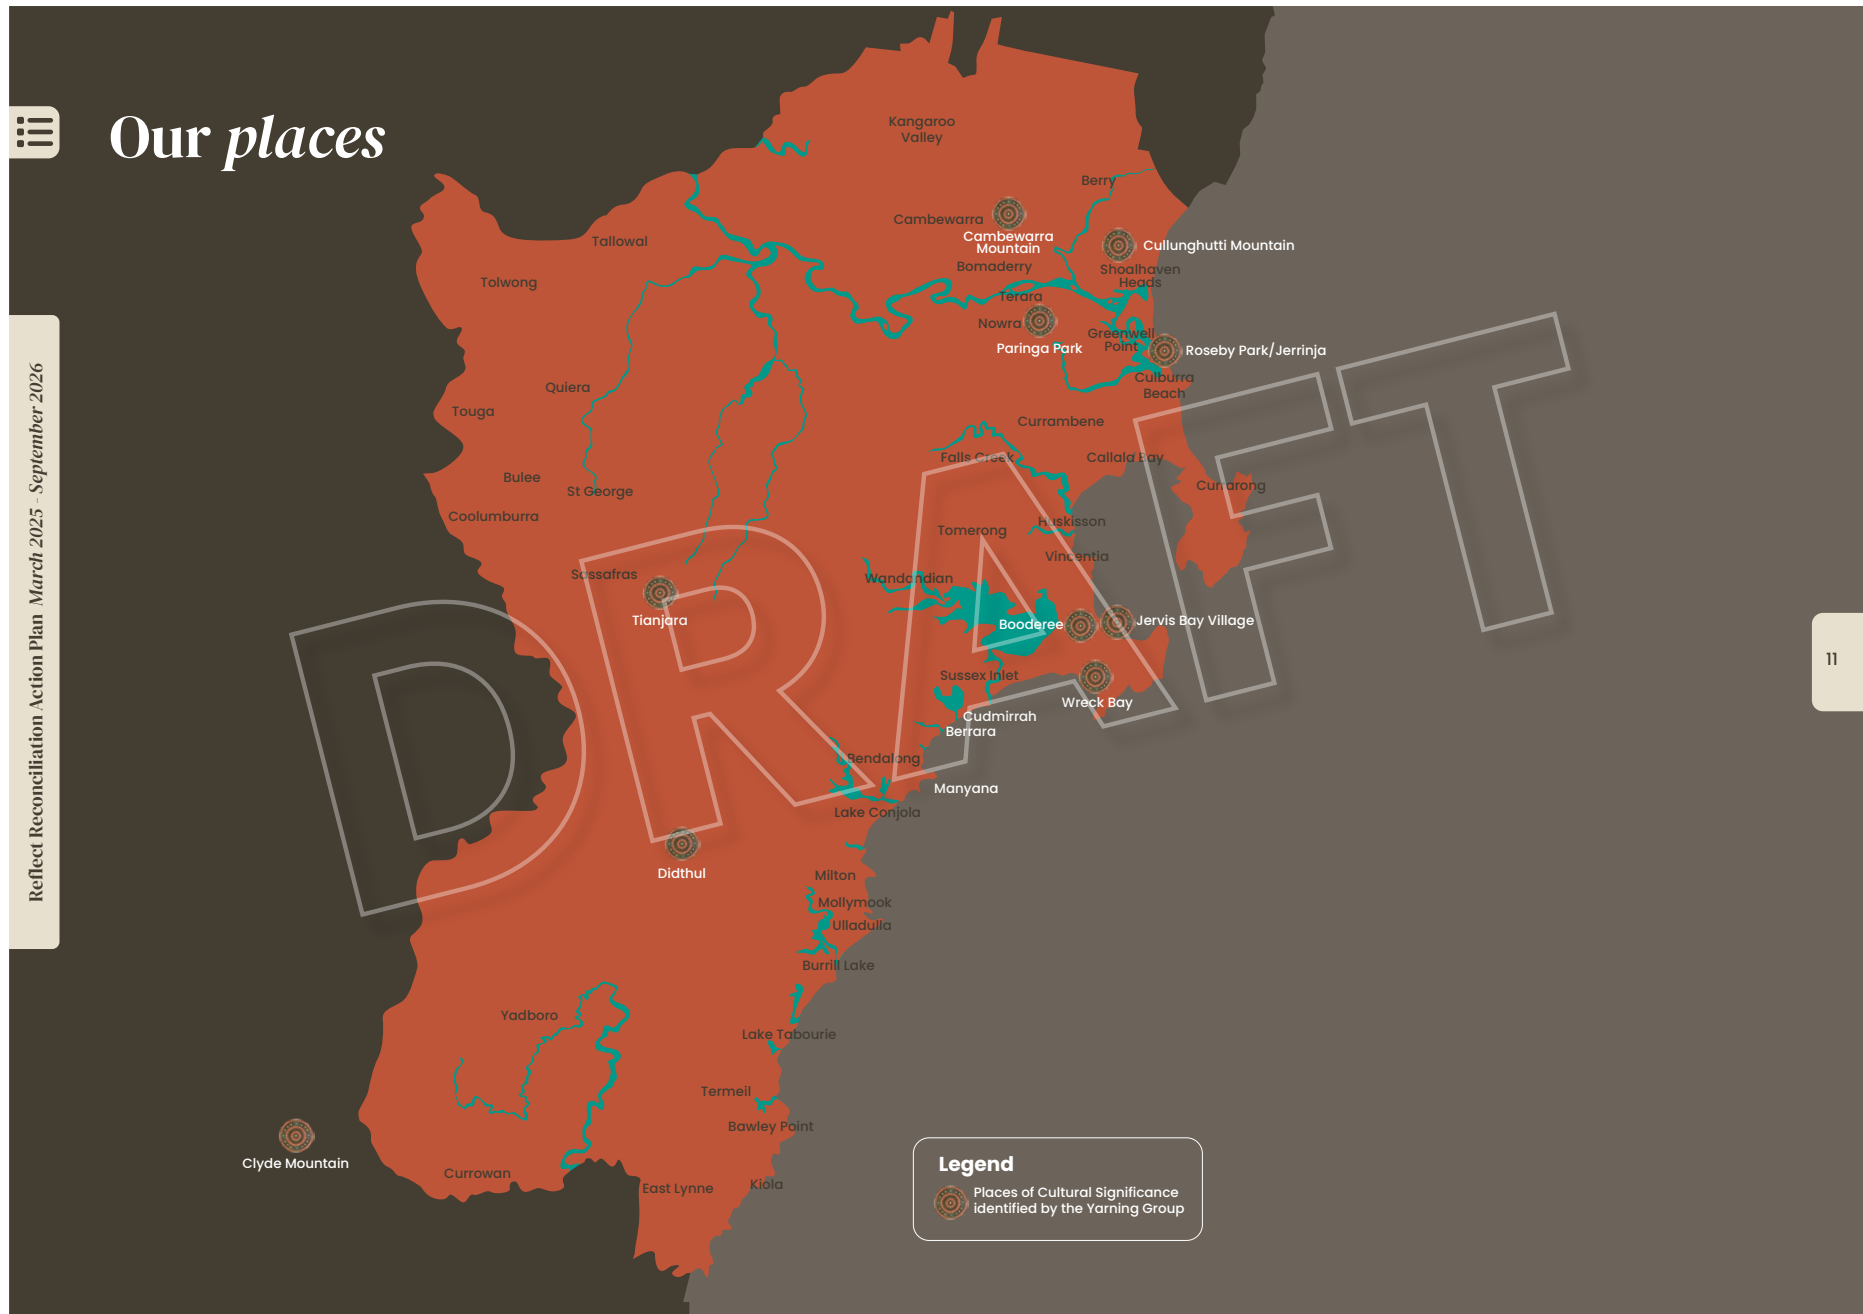 Our places
Reflect Reconciliation Action Plan March 2025 - September 2026
Kangaroo
Valley
Berry
Cambewarra
Cambewarra
Mountain
Cullunghutti Mountain
Tallowal
Bomaderry
Shoalhaven
Heads
Tolwong
Terara
Nowra
Greenwell
Point
Paringa Park
Roseby Park/Jerrinja
Culburra
Beach
Quiera
Touga
Currambene
Falls Creek
Callala Bay
Bulee
St George
Currarong
Coolumburra
Huskisson
Tomerong
Vincentia
Sassafras
Wandandian
Tianjara
Booderee
Jervis Bay Village
Sussex Inlet
Wreck Bay
Cudmirrah
Berrara
Bendalong
Manyana
Lake Conjola
Didthul
Milton
Mollymook
Ulladulla
Burrill Lake
Yadboro
Lake Tabourie
Termeil
Bawley Point
Clyde Mountain
Currowan
East Lynne
Kiola
Legend
Places of Cultural Significance
identified by the Yarning Group
11
DRAFT